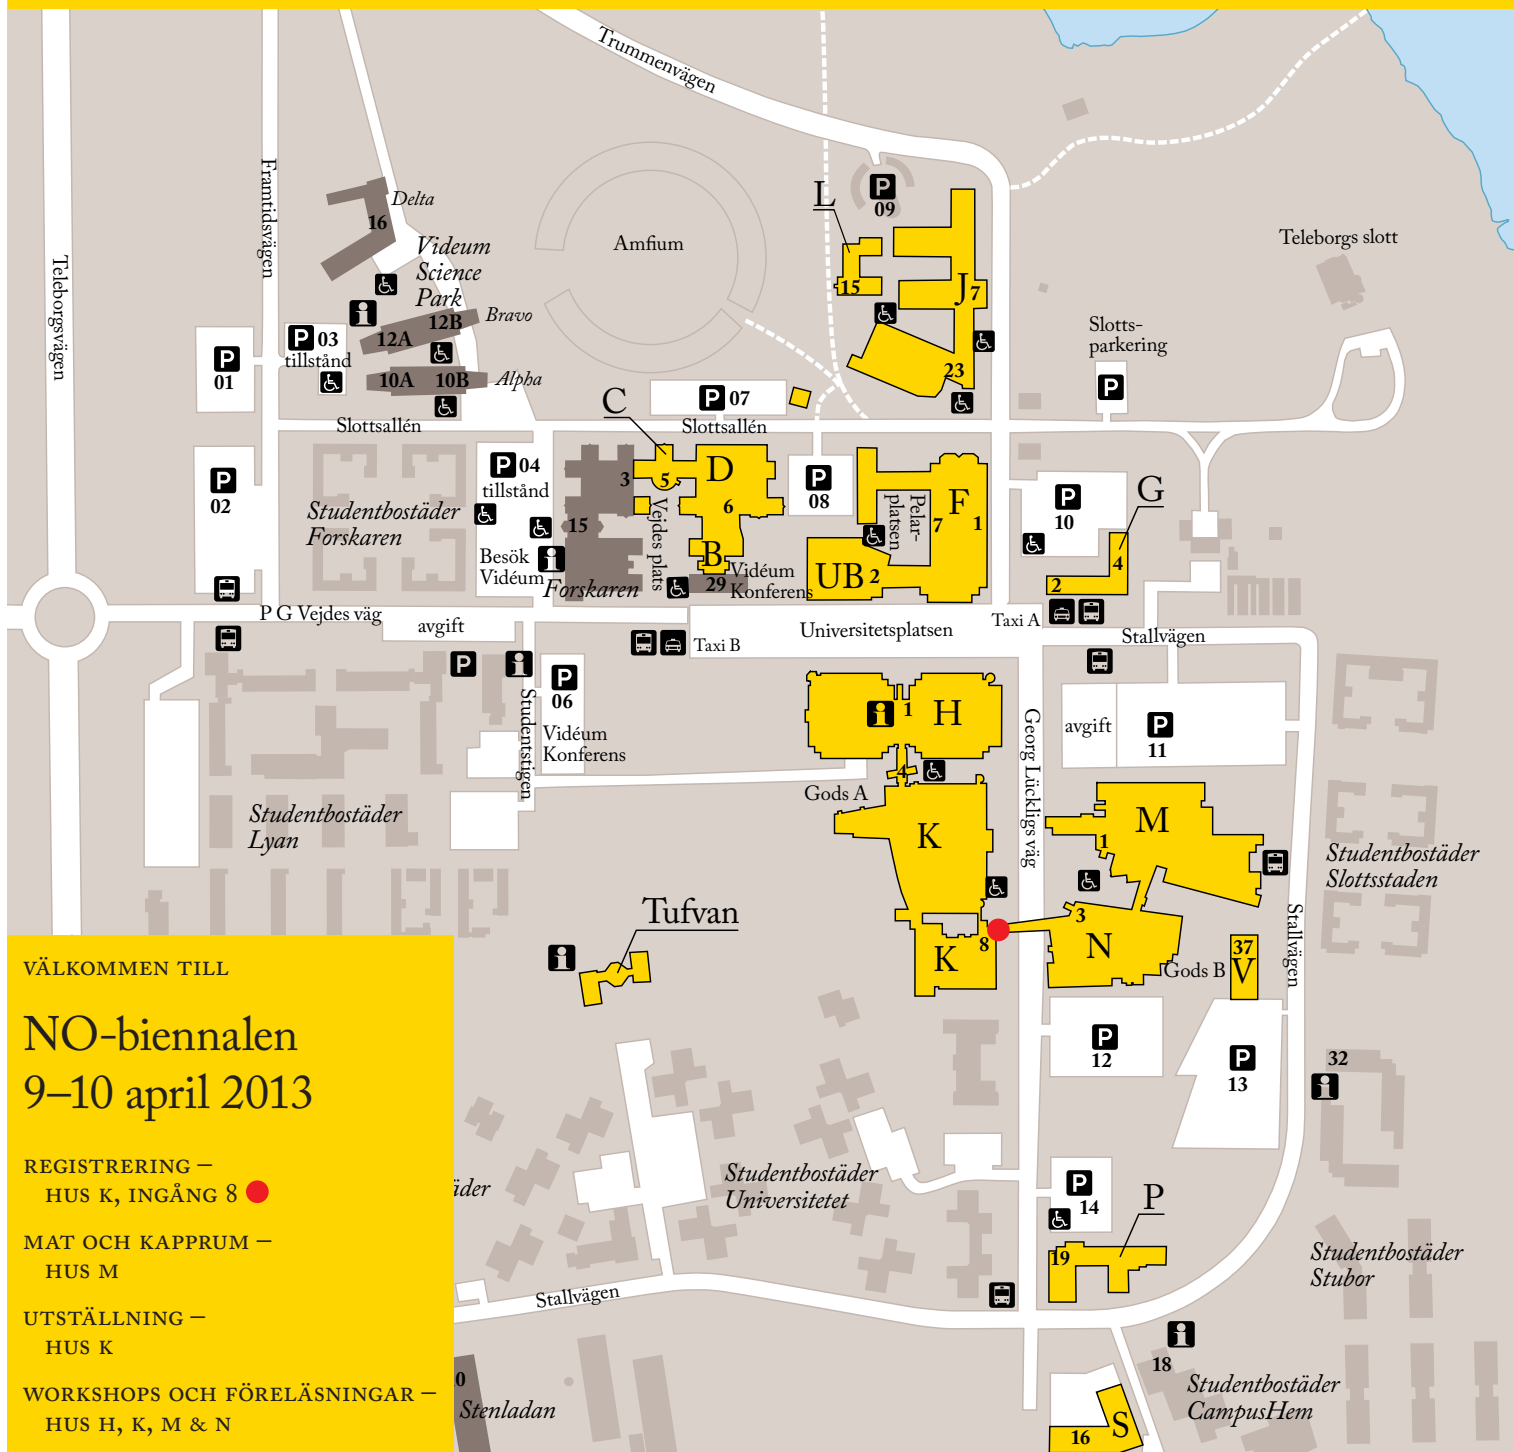 Trummenvägen
Framtidsvägen
Teleborgsvägen
Delta
16
Videum
Science
Park
Bravo
12B
12A
10A
10B
Alpha
P
01
P 03
tillstånd
Amfium
L
P
09
15
J 7
23
Teleborgs slott
Slotts-
parkering
P
Slottsallén
C
P 07
Slottsallén
P
02
P 04
tillstånd
Studentbostäder
Forskaren
3
5
D
6
15
Vejdes plats
B
29
Besök
Vidéum
Forskaren
Vidéum
Konferens
P
08
Pelar-
platsen
7
F
1
UB 2
P
10
G
4
2
P G Vejdes väg
avgift
Taxi B
Universitetsplatsen
Taxi A
Stallvägen
P
P
06
Vidéum
Konferens
Studentstigen
1
H
4
Gods A
Georg Lückligs väg
avgift
P
11
Studentbostäder
Lyan
K
M
1
Studentbostäder
Slottsstaden
Tufvan
8
K
3
N
Gods B
37
V
Stallvägen
P
12
P
13
32
VÄLKOMMEN TILL
NO-biennalen
9–10 april 2013
REGISTRERING –
HUS K, INGÅNG 8
MAT OCH KAPPRUM –
HUS M
UTSTÄLLNING –
HUS K
WORKSHOPS OCH FÖRELÄSNINGAR –
HUS H, K, M & N
äder
Studentbostäder
Universitetet
P
14
P
19
Studentbostäder
Stubor
Stallvägen
18
Studentbostäder
CampusHem
0
Stenladan
16
S